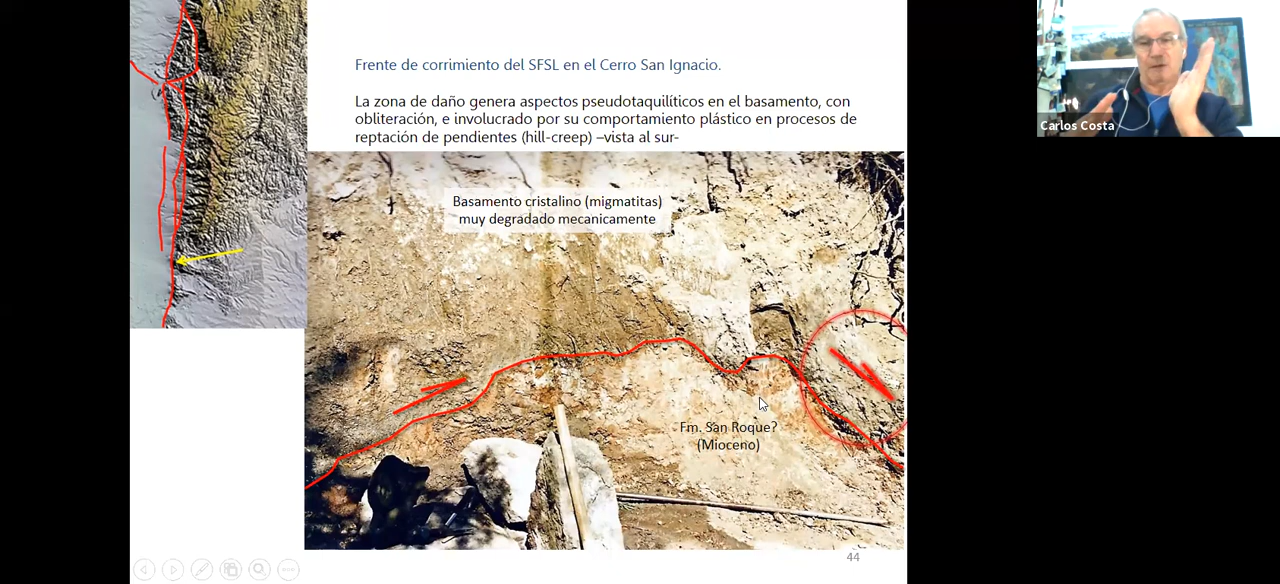 Frente de corrimiento del SFSL en el Cerro San Ignacio.
La zona de daño genera aspectos pseudotaquilíticos en el basamento, con
obliteración, e involucrado por su comportamiento plástico en procesos de
reptación de pendientes (hill-creep) –vista al sur-
Carlos Costa
Basamento cristalino (migmatitas)
muy degradado mecanicamente
Fm. San Roque?
(Mioceno)
44